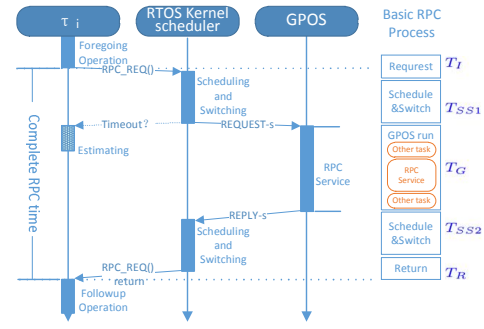 τ i
RTOS Kernel
scheduler
GPOS
Basic RPC
Process
Foregoing
Operation
RPC_REQ()
Scheduling
and
Switching
Timeout?
REQUEST-s
Estimating
Complete RPC time
RPC
Service
REPLY-s
Scheduling
and
Switching
RPC_REQ()
return
Followup
Operation
Requrest
T_I
Schedule
&Switch
T_SS1
GPOS run
Other task
RPC
Service
Other task
T_G
Schedule
&Switch
T_SS2
Return
T_R